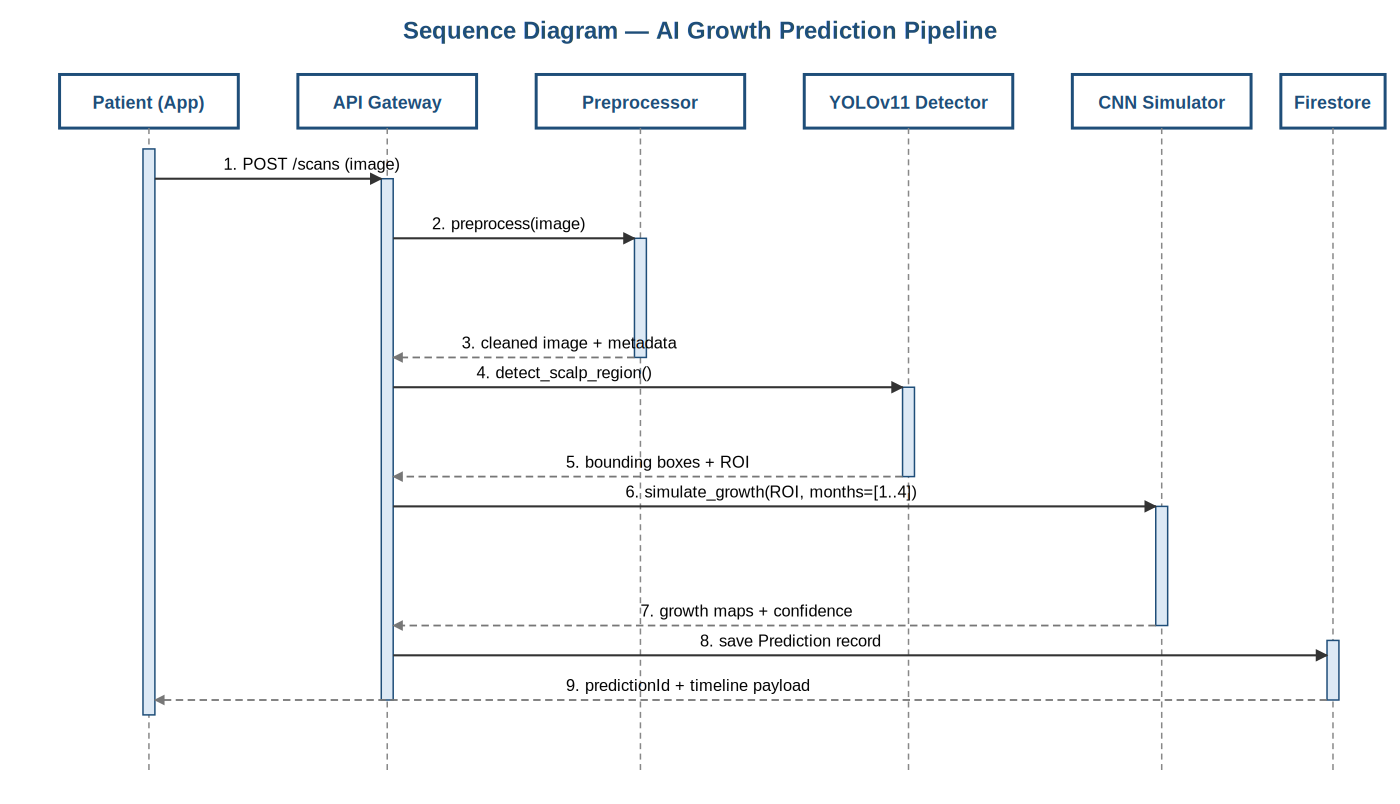 Sequence Diagram — AI Growth Prediction Pipeline
Patient (App)
API Gateway
Preprocessor
YOLOv11 Detector
CNN Simulator
Firestore
1. POST /scans (image)
2. preprocess(image)
3. cleaned image + metadata
4. detect_scalp_region()
5. bounding boxes + ROI
6. simulate_growth(ROI, months=[1..4])
7. growth maps + confidence
8. save Prediction record
9. predictionId + timeline payload